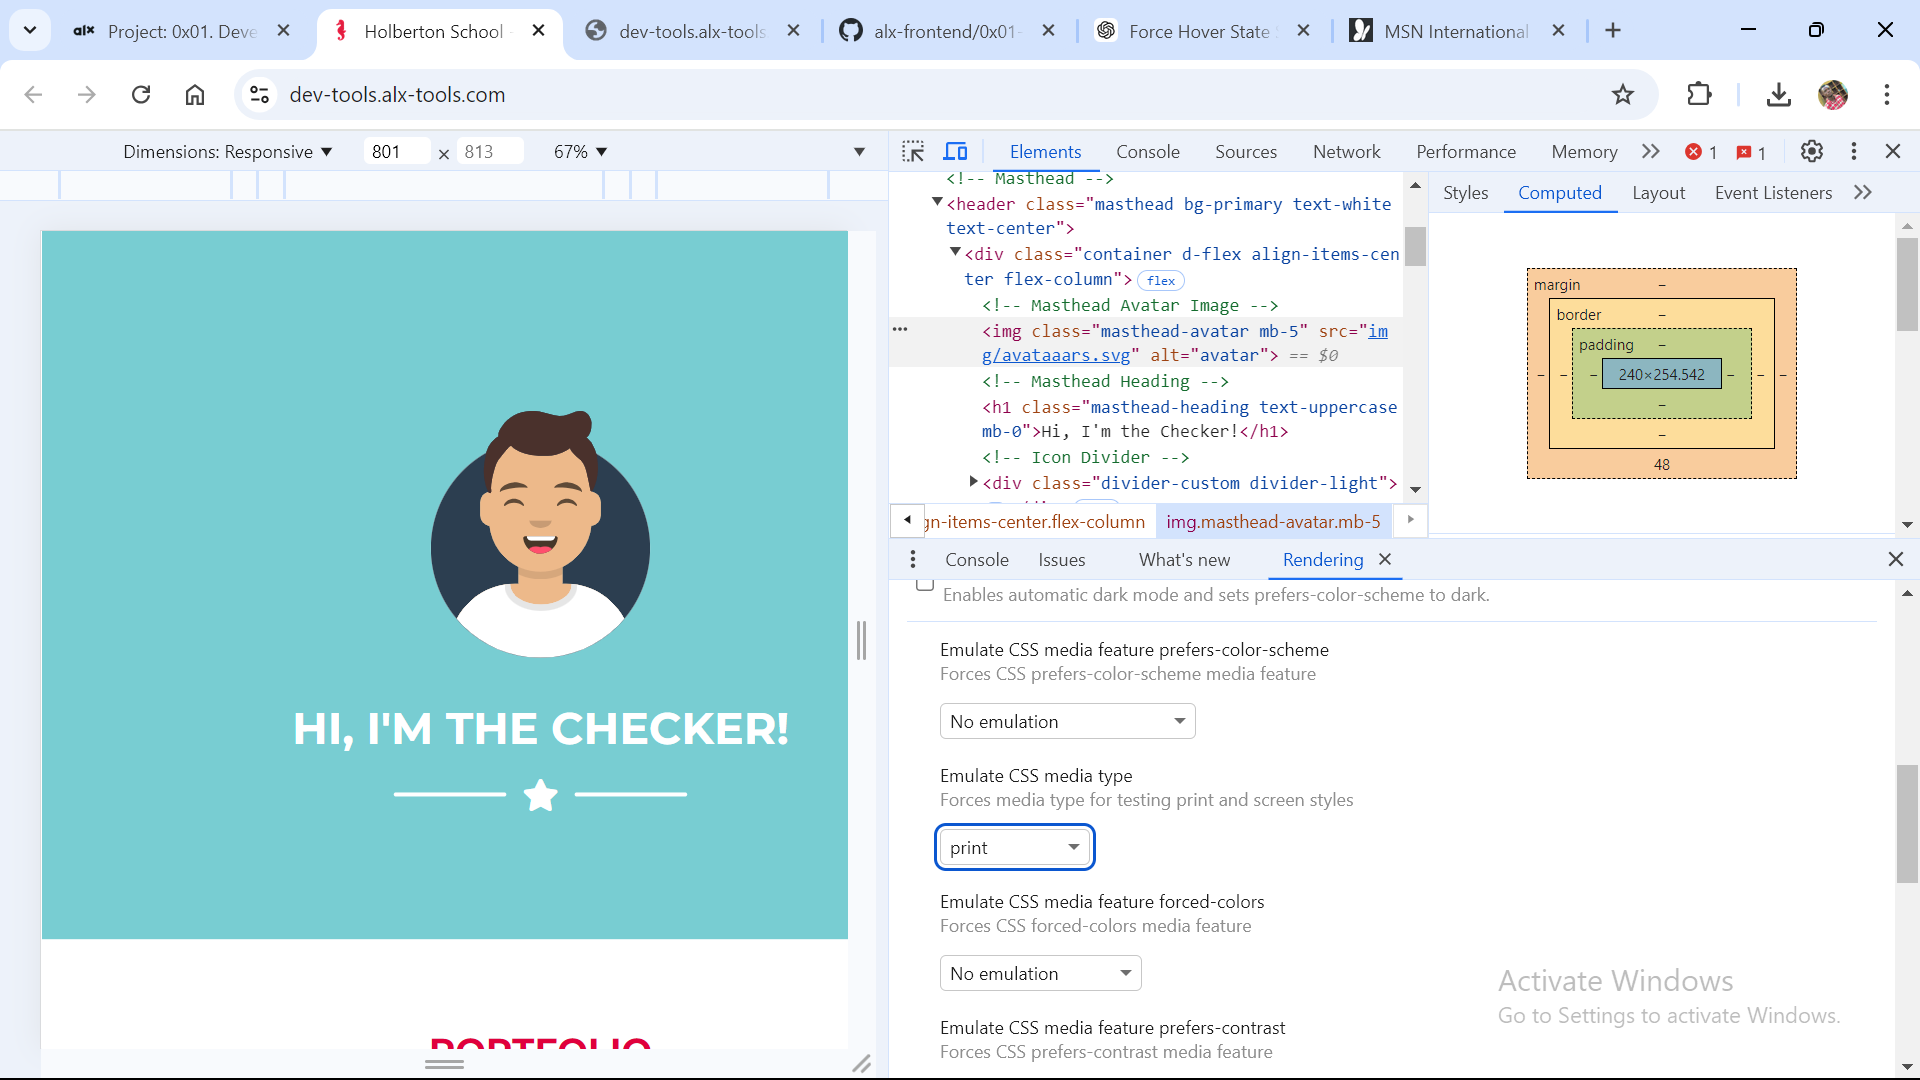 alx Project: 0x01. Deve
Holberton School -
dev-tools.alx-tools
alx-frontend/0x01-
Force Hover State
MSN International
dev-tools.alx-tools.com
Dimensions: Responsive ▼ 801 × 813 67% ▼
HI, I'M THE CHECKER!
PORTFOLIO
Elements Console Sources Network Performance Memory 1 1
<!-- Masthead -->
▼<header class="masthead bg-primary text-white
text-center">
▼<div class="container d-flex align-items-cen
ter flex-column"> flex
<!-- Masthead Avatar Image -->
<img class="masthead-avatar mb-5" src="im
g/avataaars.svg" alt="avatar"> == $0
<!-- Masthead Heading -->
<h1 class="masthead-heading text-uppercase
mb-0">Hi, I'm the Checker!</h1>
<!-- Icon Divider -->
▶<div class="divider-custom divider-light">
gn-items-center.flex-column img.masthead-avatar.mb-5
Styles Computed Layout Event Listeners
margin –
border –
padding –
– – – 240×254.542 – – –
–
–
48
Console Issues What's new Rendering
Enables automatic dark mode and sets prefers-color-scheme to dark.
Emulate CSS media feature prefers-color-scheme
Forces CSS prefers-color-scheme media feature
No emulation
Emulate CSS media type
Forces media type for testing print and screen styles
print
Emulate CSS media feature forced-colors
Forces CSS forced-colors media feature
No emulation
Emulate CSS media feature prefers-contrast
Forces CSS prefers-contrast media feature
Activate Windows
Go to Settings to activate Windows.